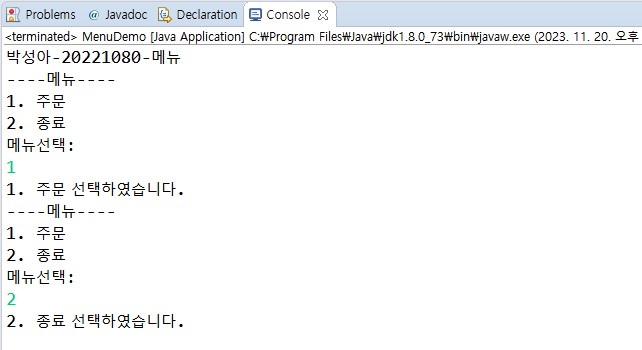 Problems @ Javadoc Declaration Console
<terminated> MenuDemo [Java Application] C:₩Program Files₩Java₩jdk1.8.0_73₩bin₩javaw.exe (2023. 11. 20. 오후
박성아-20221080-메뉴
----메뉴----
1. 주문
2. 종료
메뉴선택:
1
1. 주문 선택하였습니다.
----메뉴----
1. 주문
2. 종료
메뉴선택:
2
2. 종료 선택하였습니다.